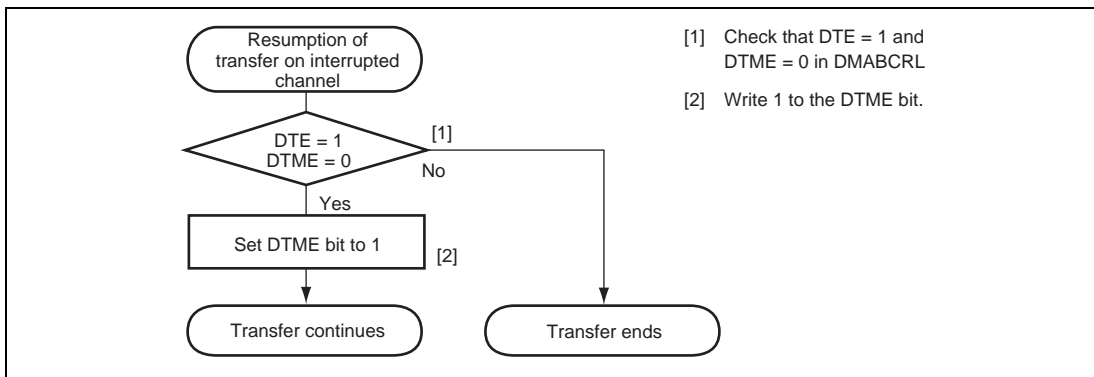 Resumption of
transfer on interrupted
channel
[1] Check that DTE = 1 and
DTME = 0 in DMABCRL
[2] Write 1 to the DTME bit.
DTE = 1
DTME = 0
[1]
No
Yes
Set DTME bit to 1
[2]
Transfer continues
Transfer ends